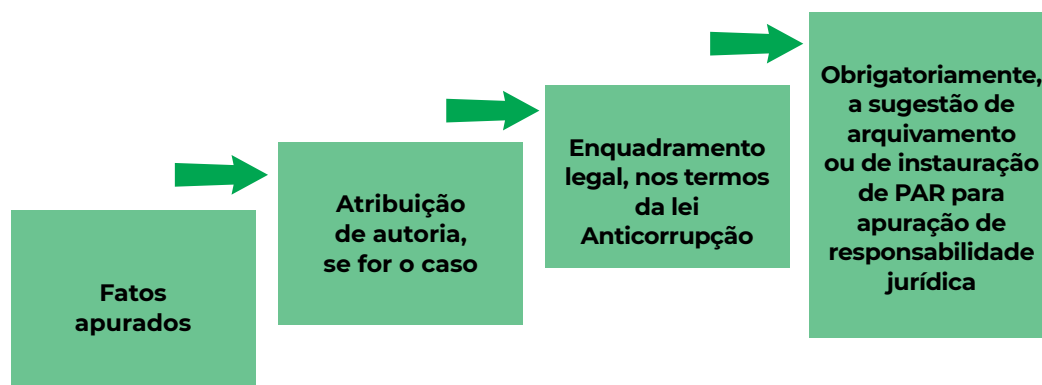 Fatos
apurados
Atribuição
de autoria,
se for o caso
Enquadramento
legal, nos termos
da lei
Anticorrupção
Obrigatoriamente,
a sugestão de
arquivamento
ou de instauração
de PAR para
apuração de
responsabilidade
jurídica